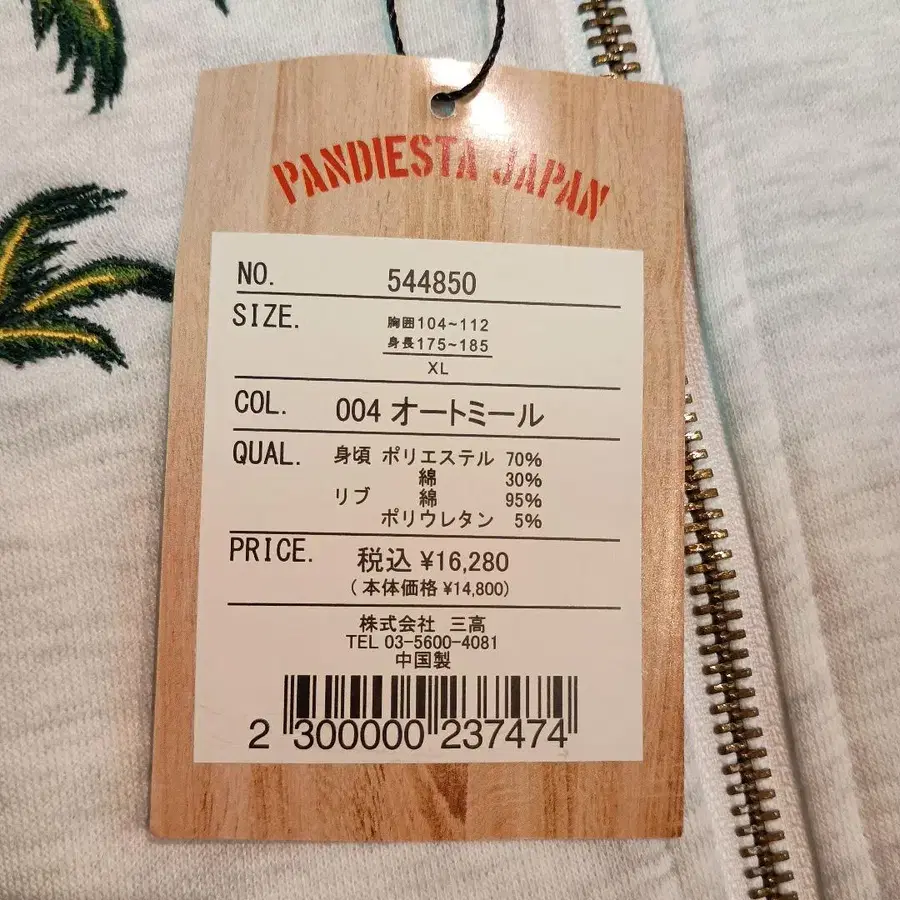 PANDIESTA JAPAN
NO. 544850
SIZE. 胸囲104~112
身長175~185
XL
COL. 004 オートミール
QUAL. 身頃 ポリエステル 70%
綿 30%
リブ 綿 95%
ポリウレタン 5%
PRICE. 税込 ¥16,280
(本体価格 ¥14,800)
株式会社 三高
TEL 03-5600-4081
中国製
2 300000 237474